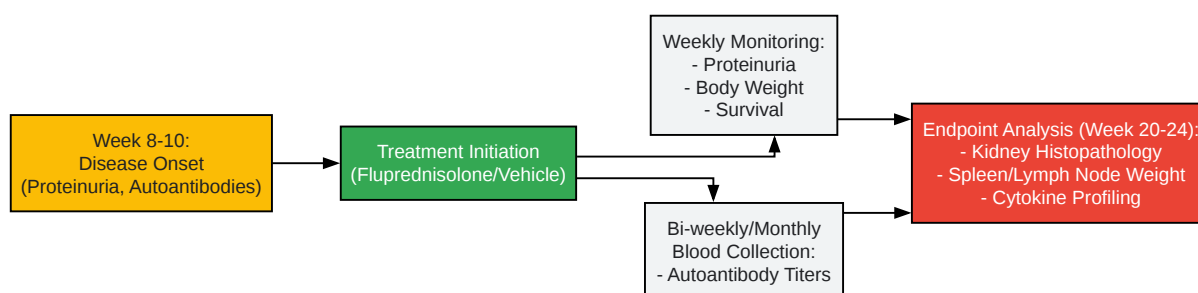 Week 8-10:
Disease Onset
(Proteinuria, Autoantibodies)
Treatment Initiation
(Fluprednisolone/Vehicle)
Weekly Monitoring:
- Proteinuria
- Body Weight
- Survival
Bi-weekly/Monthly
Blood Collection:
- Autoantibody Titers
Endpoint Analysis (Week 20-24):
- Kidney Histopathology
- Spleen/Lymph Node Weight
- Cytokine Profiling